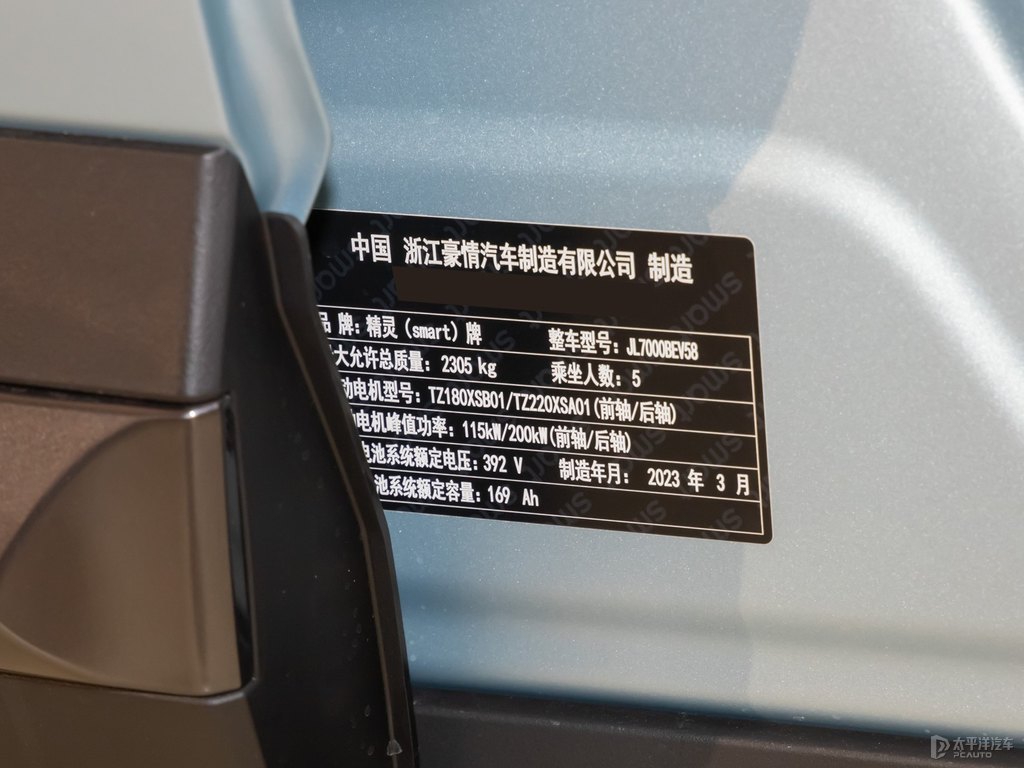 中国 浙江豪情汽车制造有限公司 制造
品 牌：精灵（smart）牌 整车型号：JL7000BEV58
大允许总质量：2305 kg 乘坐人数：5
动电机型号：TZ180XSB01/TZ220XSA01(前轴/后轴)
电机峰值功率：115kW/200kW(前轴/后轴)
电池系统额定电压：392 V 制造年月： 2023 年 3 月
池系统额定容量：169 Ah
太平洋汽车
PCAUTO